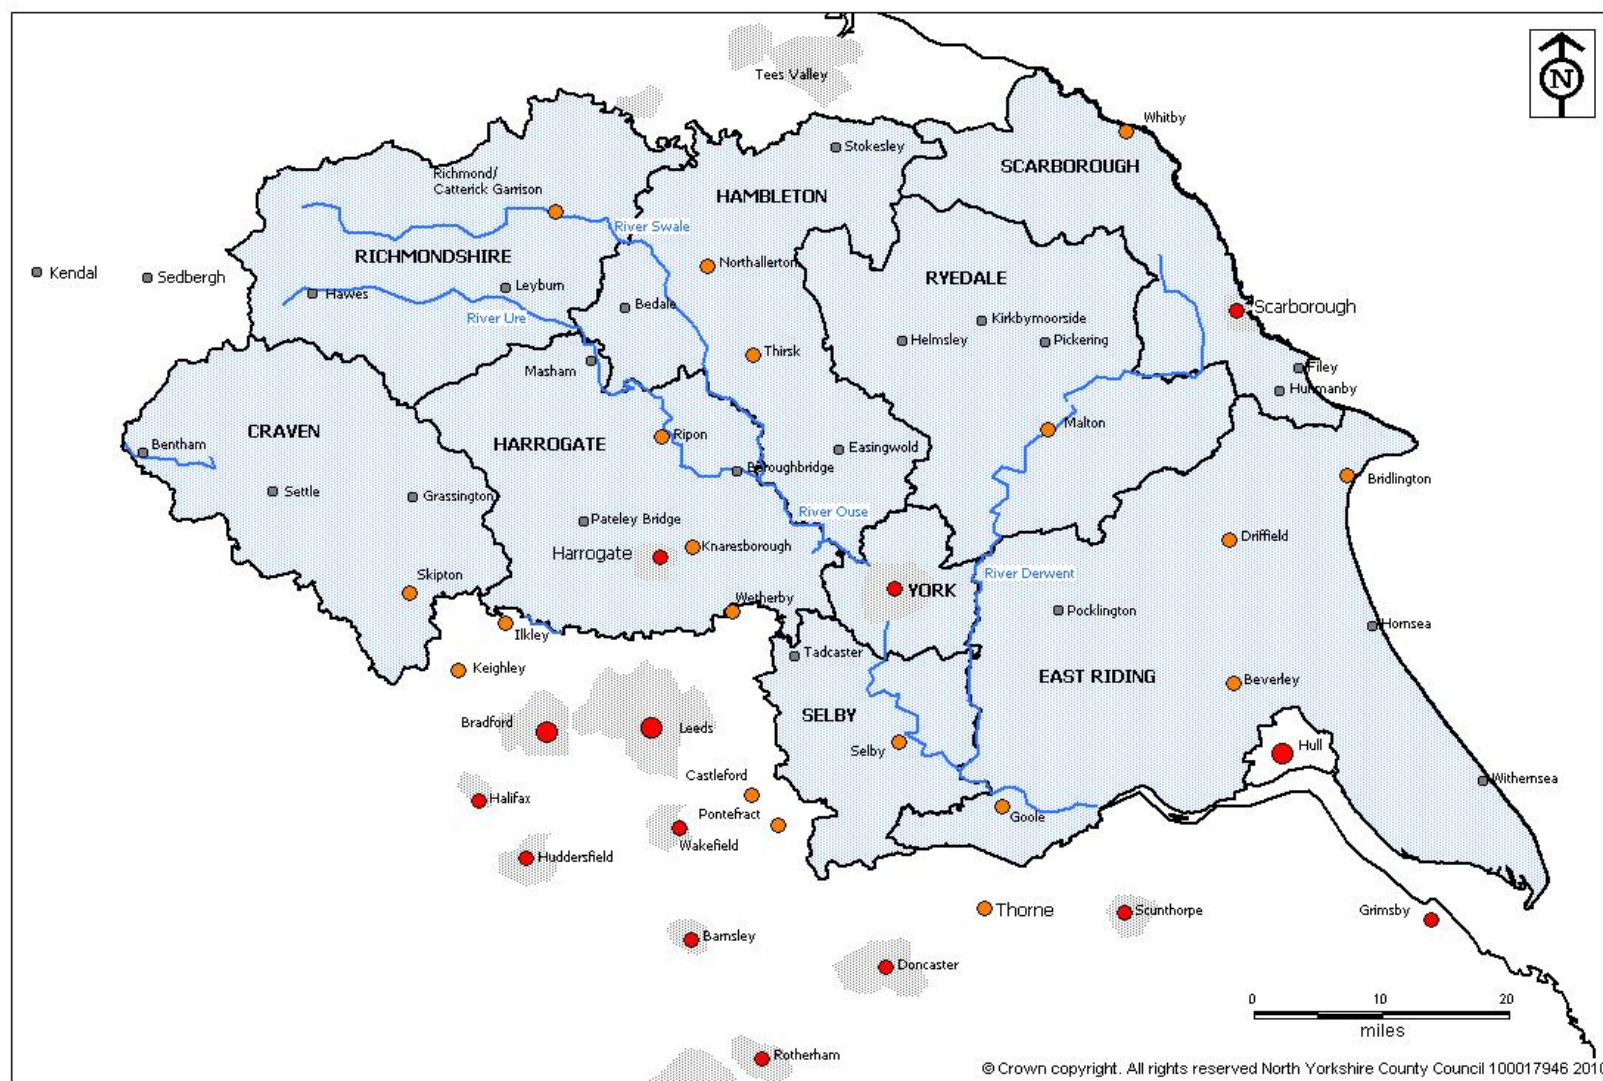 Tees Valley
N
Whitby
Stokesley
SCARBOROUGH
Richmond/
Catterick Garrison
HAMBLETON
River Swale
RICHMONDSHIRE
Northallerton
RYEDALE
Kendal
Sedbergh
Hawes
Leyburn
Bedale
Scarborough
River Ure
Kirkbymoorside
Helmsley
Pickering
Thirsk
Masham
Filey
Hunmanby
CRAVEN
HARROGATE
Ripon
Malton
Bentham
Easingwold
Boroughbridge
Bridlington
Settle
Grassington
Pateley Bridge
River Ouse
Driffield
Harrogate
Knaresborough
Skipton
River Derwent
YORK
Wetherby
Pocklington
Ilkley
Hornsea
Tadcaster
Keighley
EAST RIDING
Beverley
SELBY
Bradford
Leeds
Selby
Hull
Castleford
Withernsea
Halifax
Pontefract
Goole
Wakefield
Huddersfield
Thorne
Scunthorpe
Grimsby
Barnsley
Doncaster
0 10 20
miles
Rotherham
© Crown copyright. All rights reserved North Yorkshire County Council 100017946 2010